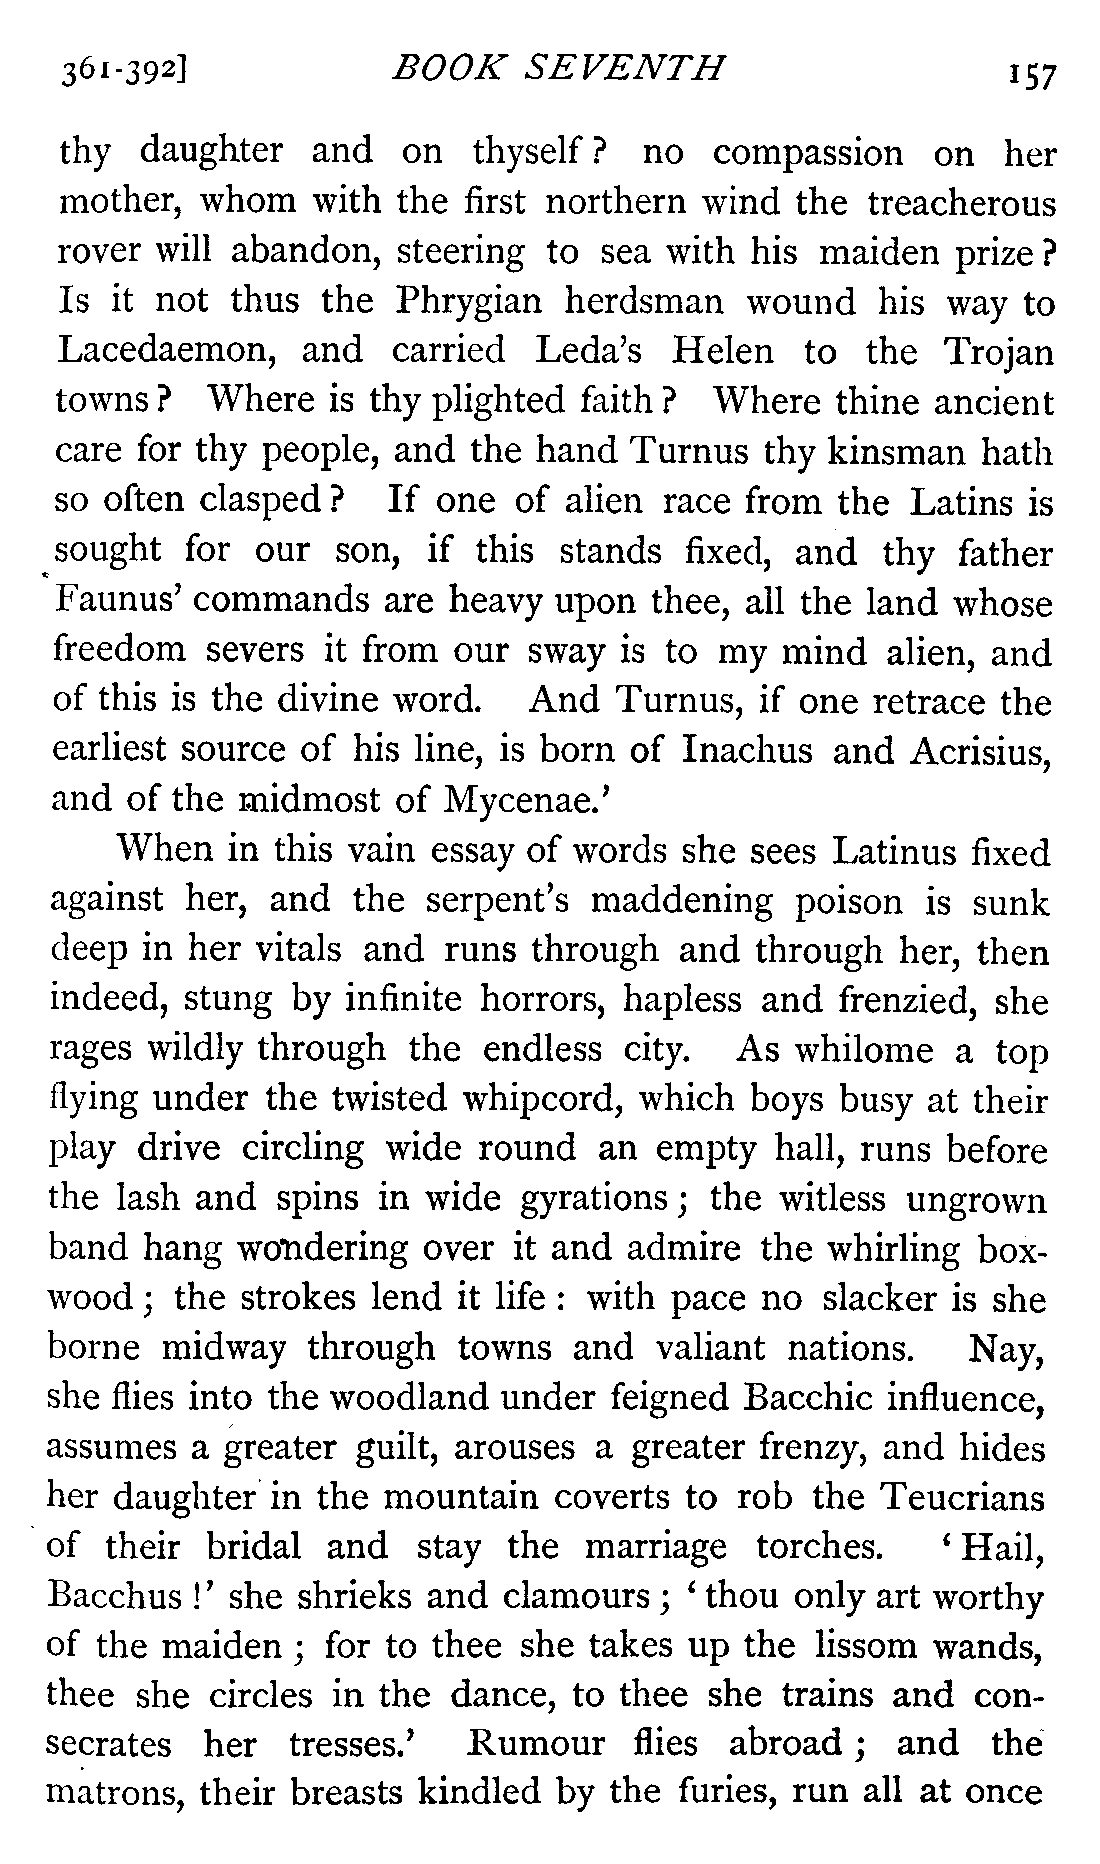 361-392] BOOK SEVENTH 157
thy daughter and on thyself? no compassion on her
mother, whom with the first northern wind the treacherous
rover will abandon, steering to sea with his maiden prize?
Is it not thus the Phrygian herdsman wound his way to
Lacedaemon, and carried Leda's Helen to the Trojan
towns? Where is thy plighted faith? Where thine ancient
care for thy people, and the hand Turnus thy kinsman hath
so often clasped? If one of alien race from the Latins is
sought for our son, if this stands fixed, and thy father
Faunus' commands are heavy upon thee, all the land whose
freedom severs it from our sway is to my mind alien, and
of this is the divine word. And Turnus, if one retrace the
earliest source of his line, is born of Inachus and Acrisius,
and of the midmost of Mycenae.'
When in this vain essay of words she sees Latinus fixed
against her, and the serpent's maddening poison is sunk
deep in her vitals and runs through and through her, then
indeed, stung by infinite horrors, hapless and frenzied, she
rages wildly through the endless city. As whilome a top
flying under the twisted whipcord, which boys busy at their
play drive circling wide round an empty hall, runs before
the lash and spins in wide gyrations; the witless ungrown
band hang wondering over it and admire the whirling box-
wood; the strokes lend it life: with pace no slacker is she
borne midway through towns and valiant nations. Nay,
she flies into the woodland under feigned Bacchic influence,
assumes a greater guilt, arouses a greater frenzy, and hides
her daughter in the mountain coverts to rob the Teucrians
of their bridal and stay the marriage torches. 'Hail,
Bacchus!' she shrieks and clamours; 'thou only art worthy
of the maiden; for to thee she takes up the lissom wands,
thee she circles in the dance, to thee she trains and con-
secrates her tresses.' Rumour flies abroad; and the
matrons, their breasts kindled by the furies, run all at once